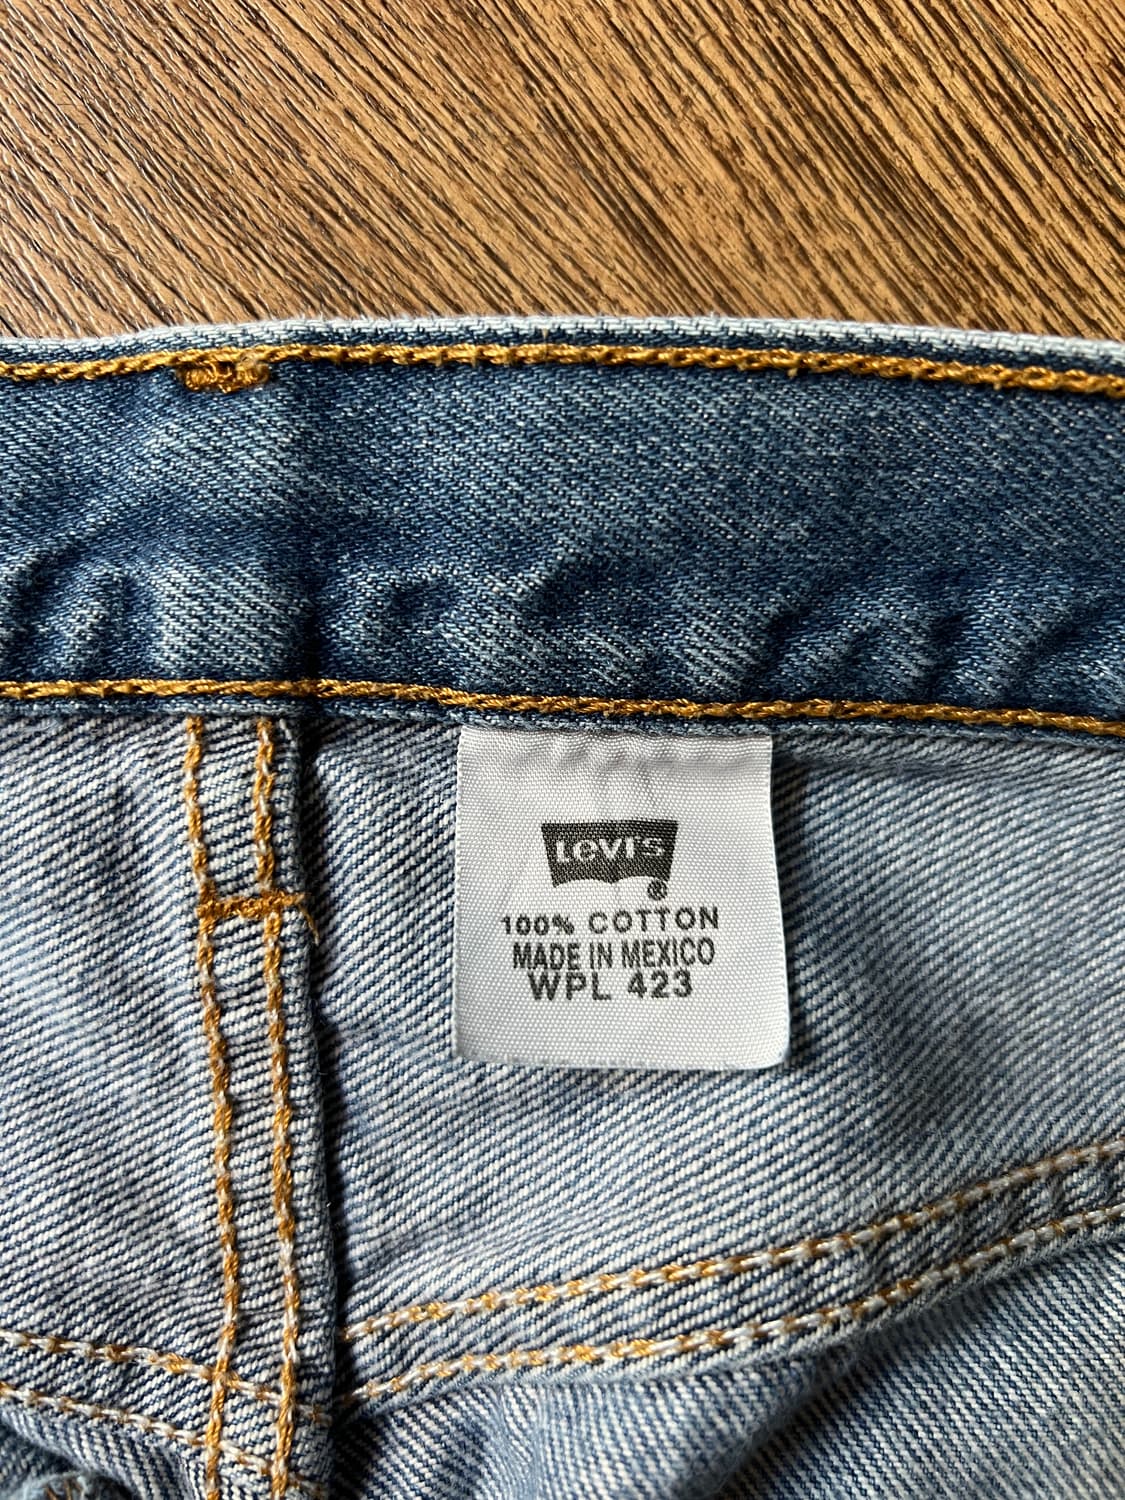 Levi's
®
100% COTTON
MADE IN MEXICO
WPL 423